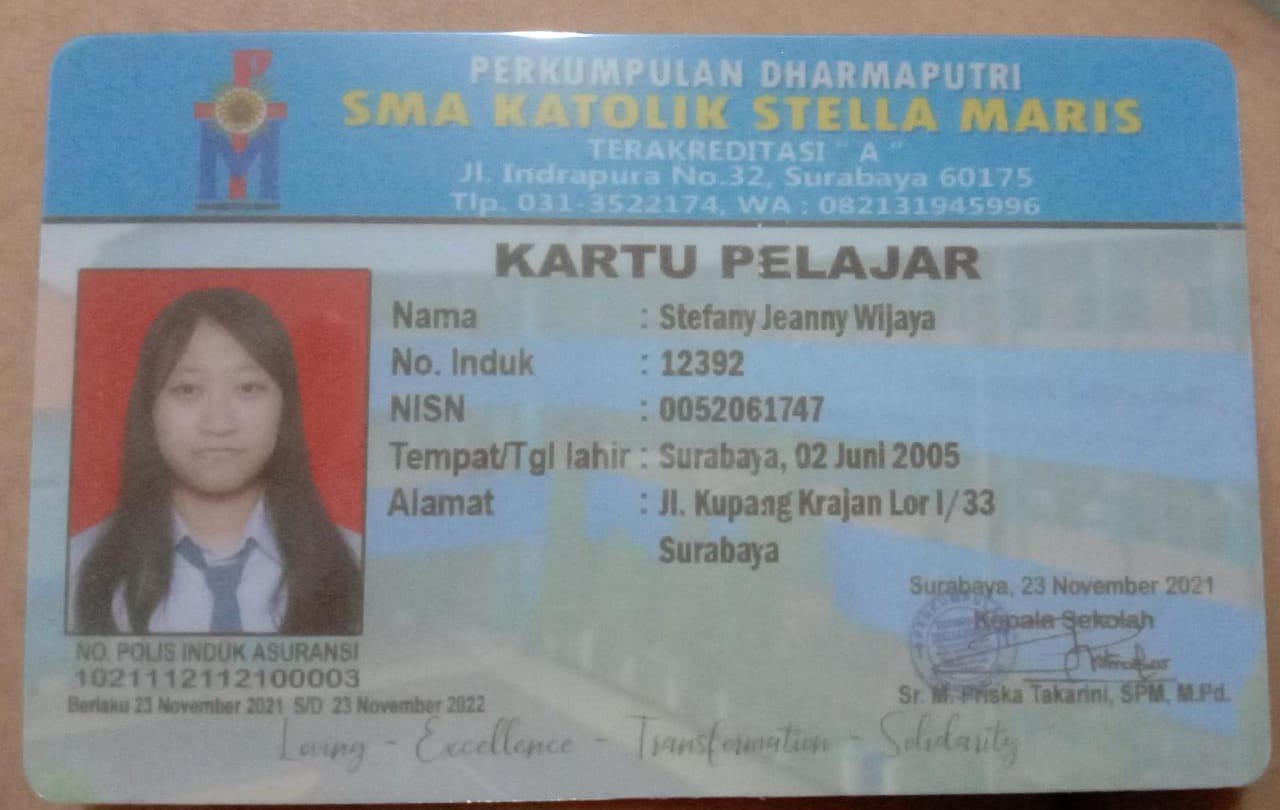 PERKUMPULAN DHARMAPUTRI
SMA KATOLIK STELLA MARIS
TERAKREDITASI " A "
Jl. Indrapura No.32, Surabaya 60175
Tlp. 031-3522174, WA : 082131945996
KARTU PELAJAR
Nama : Stefany Jeanny Wijaya
No. Induk : 12392
NISN : 0052061747
Tempat/Tgl lahir : Surabaya, 02 Juni 2005
Alamat : Jl. Kupang Krajan Lor I/33
Surabaya
Surabaya, 23 November 2021
Kepala Sekolah
Sr. M. Priska Takarini, SPM, M.Pd.
NO. POLIS INDUK ASURANSI
1021112112100003
Berlaku 23 November 2021 S/D 23 November 2022
Loving - Excellence - Transformation - Solidarity